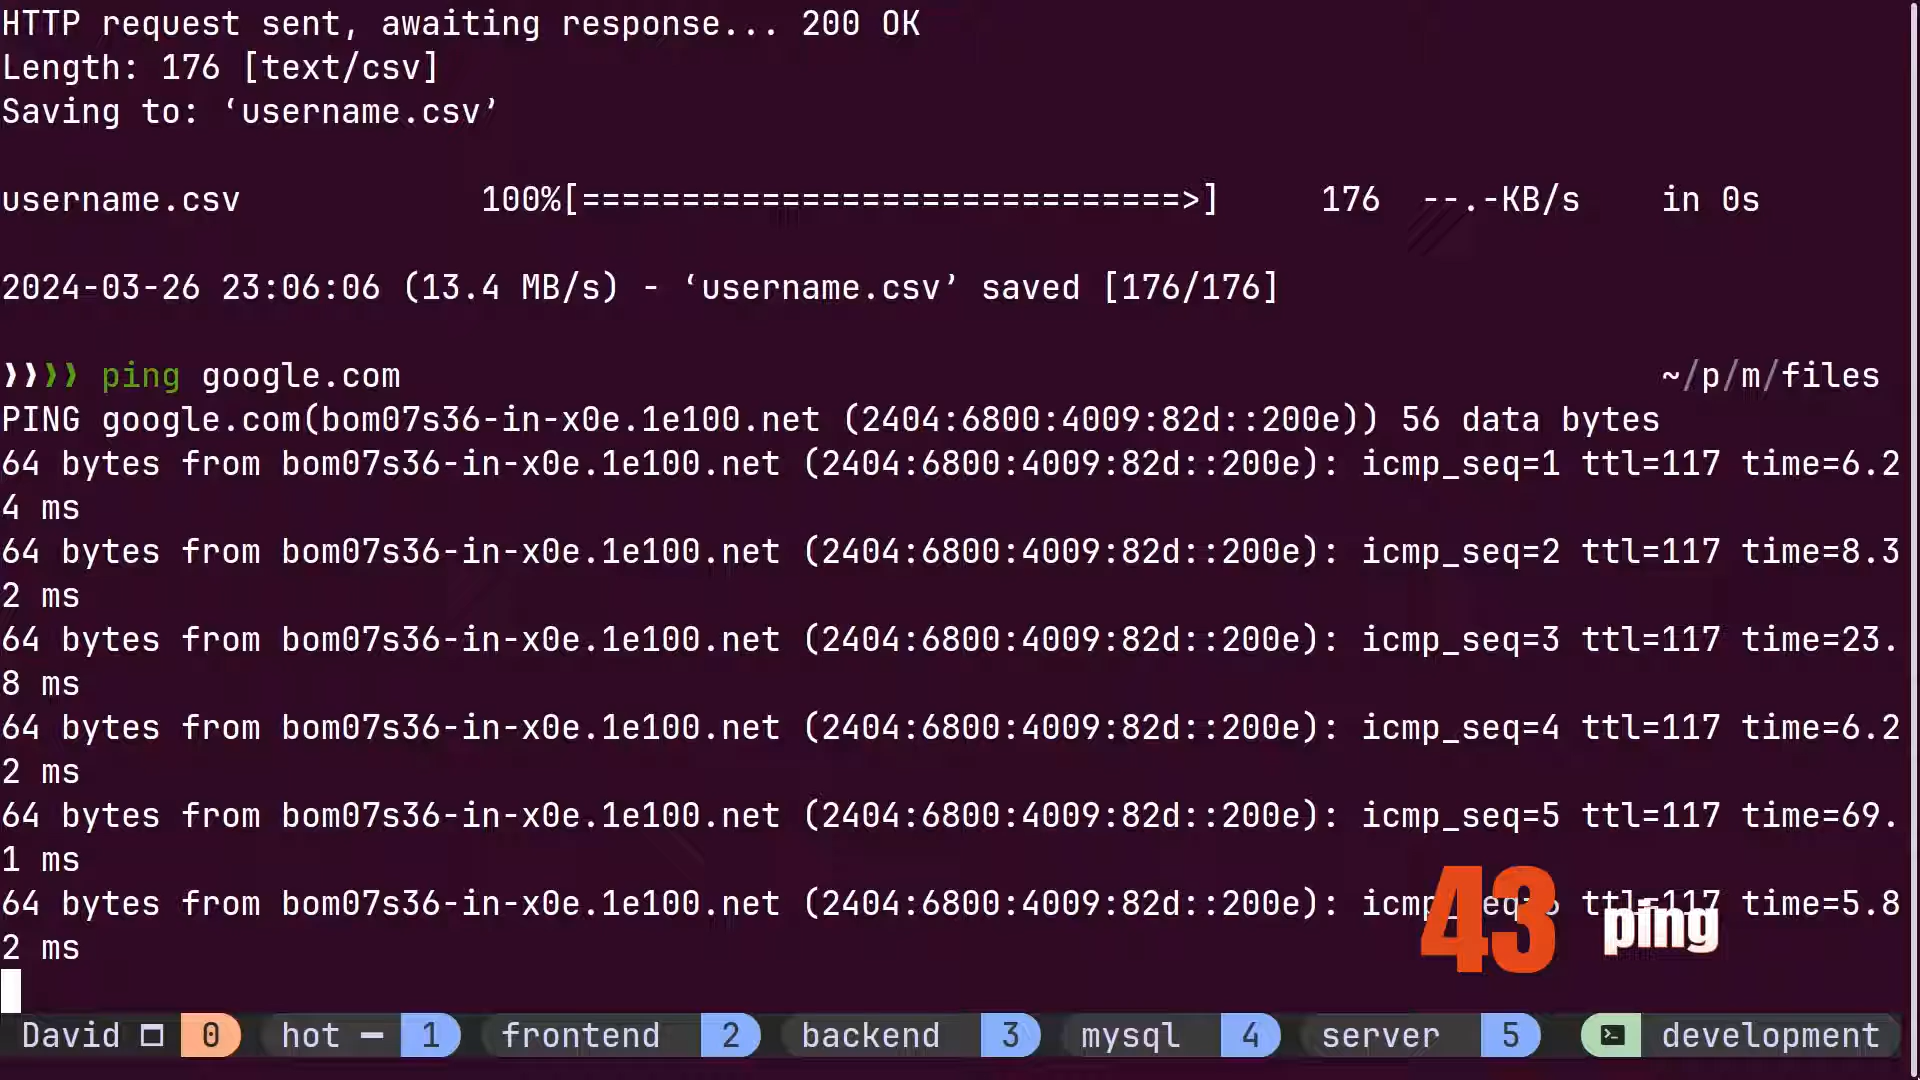 HTTP request sent, awaiting response... 200 OK
Length: 176 [text/csv]
Saving to: ‘username.csv’
username.csv 100%[==============================>] 176 --.-KB/s in 0s
2024-03-26 23:06:06 (13.4 MB/s) - ‘username.csv’ saved [176/176]
❯❯❯❯ ping google.com ~/p/m/files
PING google.com(bom07s36-in-x0e.1e100.net (2404:6800:4009:82d::200e)) 56 data bytes
64 bytes from bom07s36-in-x0e.1e100.net (2404:6800:4009:82d::200e): icmp_seq=1 ttl=117 time=6.2
4 ms
64 bytes from bom07s36-in-x0e.1e100.net (2404:6800:4009:82d::200e): icmp_seq=2 ttl=117 time=8.3
2 ms
64 bytes from bom07s36-in-x0e.1e100.net (2404:6800:4009:82d::200e): icmp_seq=3 ttl=117 time=23.
8 ms
64 bytes from bom07s36-in-x0e.1e100.net (2404:6800:4009:82d::200e): icmp_seq=4 ttl=117 time=6.2
2 ms
64 bytes from bom07s36-in-x0e.1e100.net (2404:6800:4009:82d::200e): icmp_seq=5 ttl=117 time=69.
1 ms
64 bytes from bom07s36-in-x0e.1e100.net (2404:6800:4009:82d::200e): icmp_seq=6 ttl=117 time=5.8
2 ms
43 ping
David 0 hot 1 frontend 2 backend 3 mysql 4 server 5 development